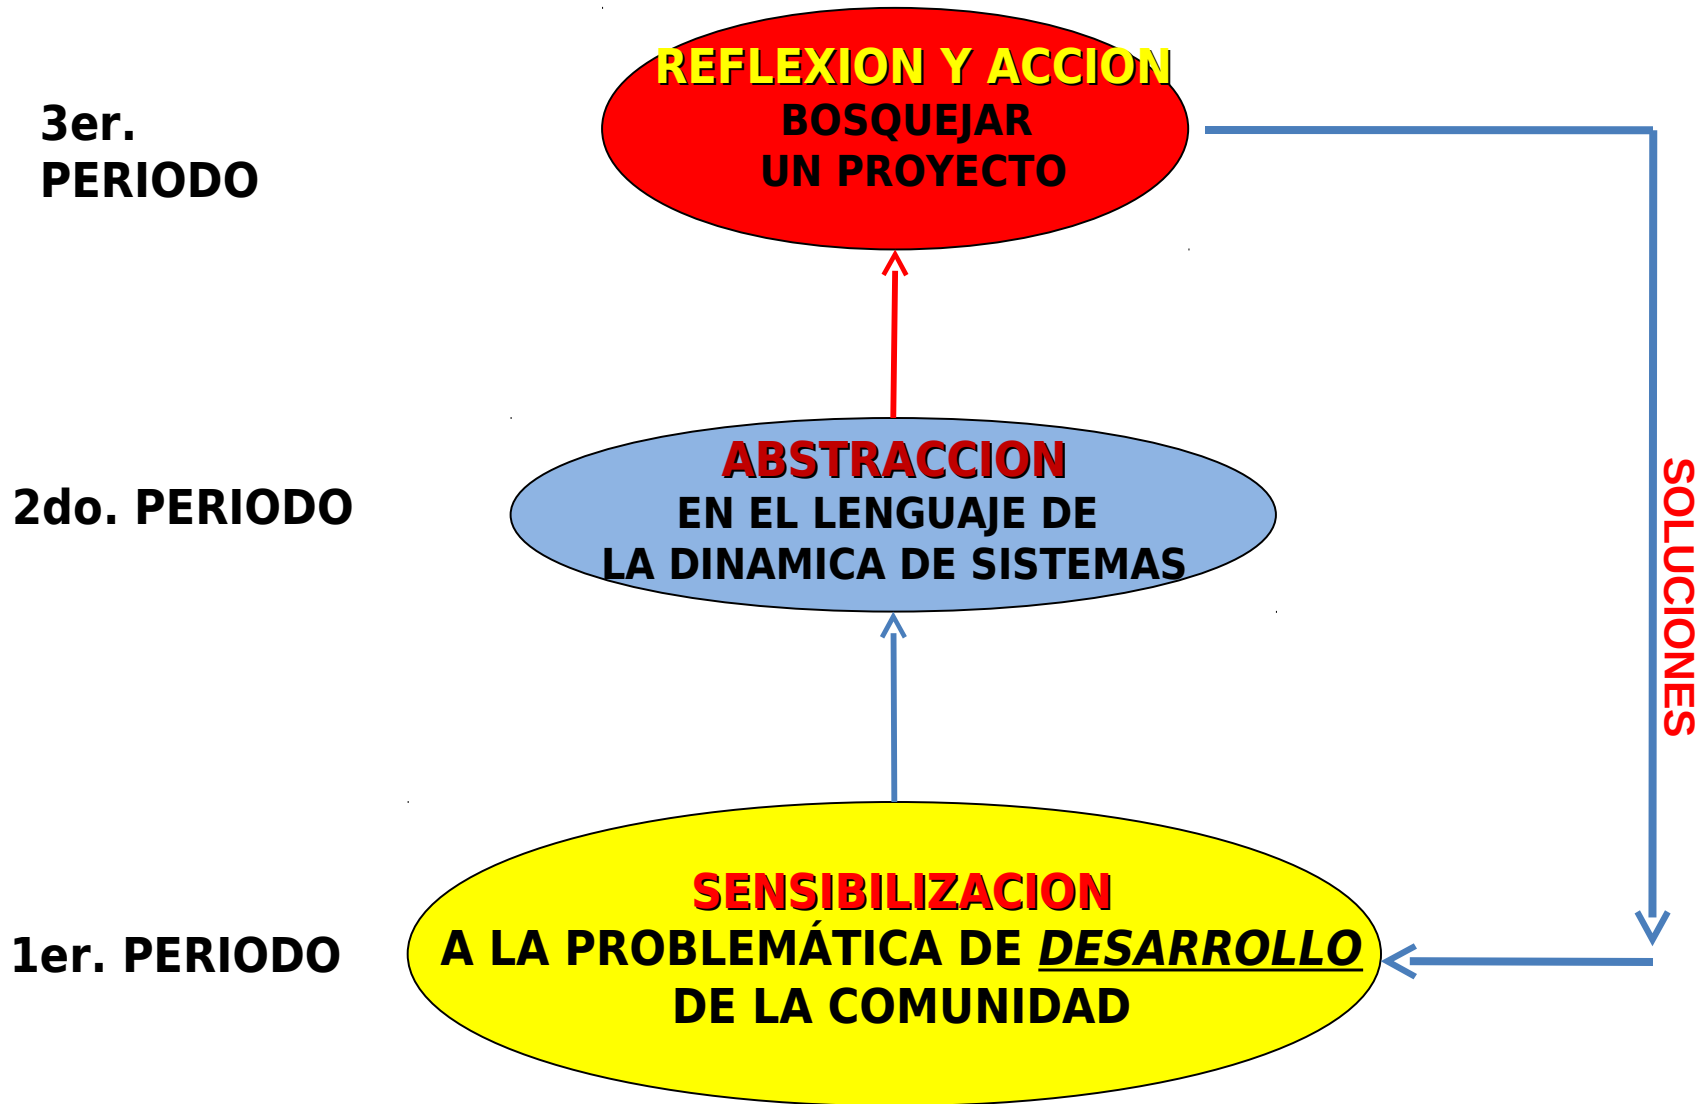 REFLEXION Y ACCION
BOSQUEJAR
UN PROYECTO
3er.
PERIODO
ABSTRACCION
EN EL LENGUAJE DE
LA DINAMICA DE SISTEMAS
2do. PERIODO
SOLUCIONES
SENSIBILIZACION
A LA PROBLEMÁTICA DE DESARROLLO
DE LA COMUNIDAD
1er. PERIODO